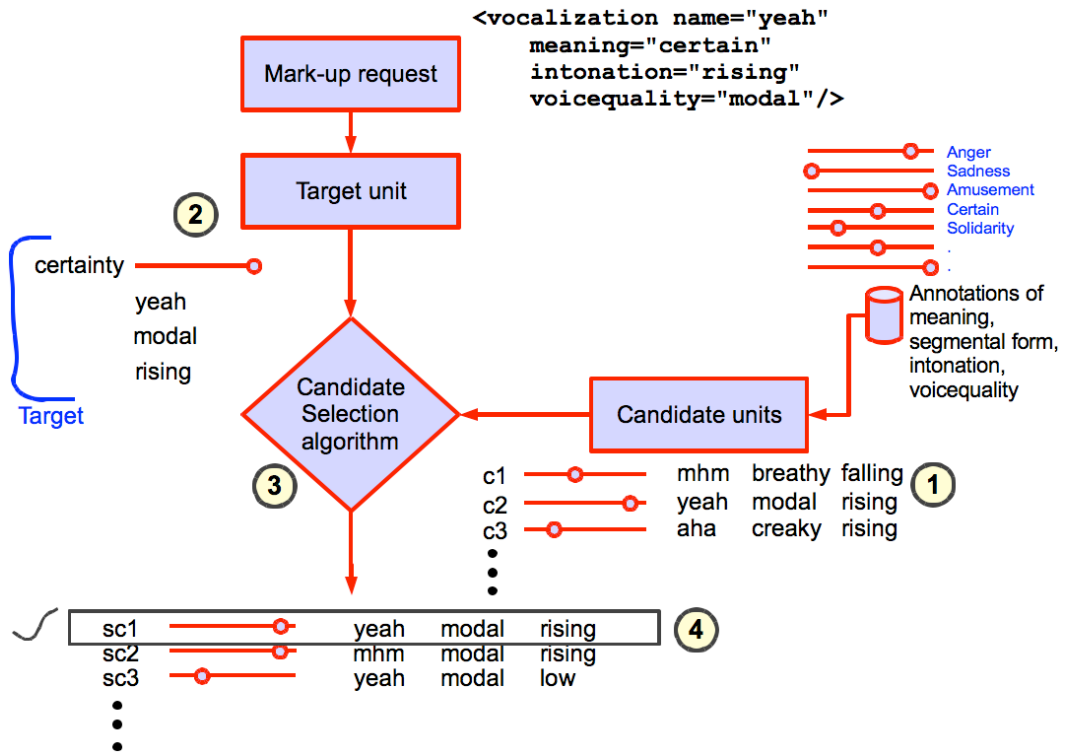 <vocalization name="yeah"
meaning="certain"
intonation="rising"
voicequality="modal"/>
Mark-up request
Target unit
2
certainty
yeah
modal
rising
Target
Anger
Sadness
Amusement
Certain
Solidarity
.
.
Annotations of
meaning,
segmental form,
intonation,
voicequality
Candidate
Selection
algorithm
3
Candidate units
c1 mhm breathy falling
c2 yeah modal rising
c3 aha creaky rising
1
sc1 yeah modal rising
4
sc2 mhm modal rising
sc3 yeah modal low